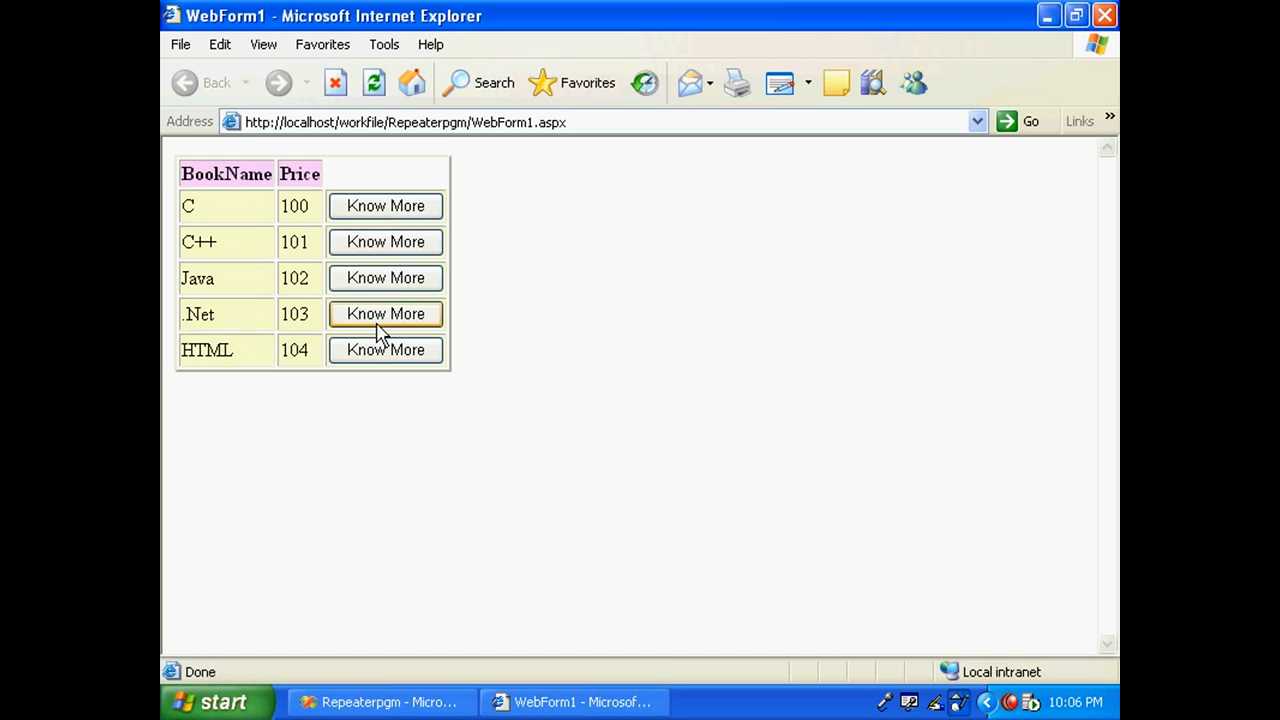 WebForm1 - Microsoft Internet Explorer
File Edit View Favorites Tools Help
Back Search Favorites
Address http://localhost/workfile/Repeaterpgm/WebForm1.aspx Go Links »
BookName Price
C 100 Know More
C++ 101 Know More
Java 102 Know More
.Net 103 Know More
HTML 104 Know More
Done Local intranet
start Repeaterpgm - Micro... WebForm1 - Microsof... 10:06 PM